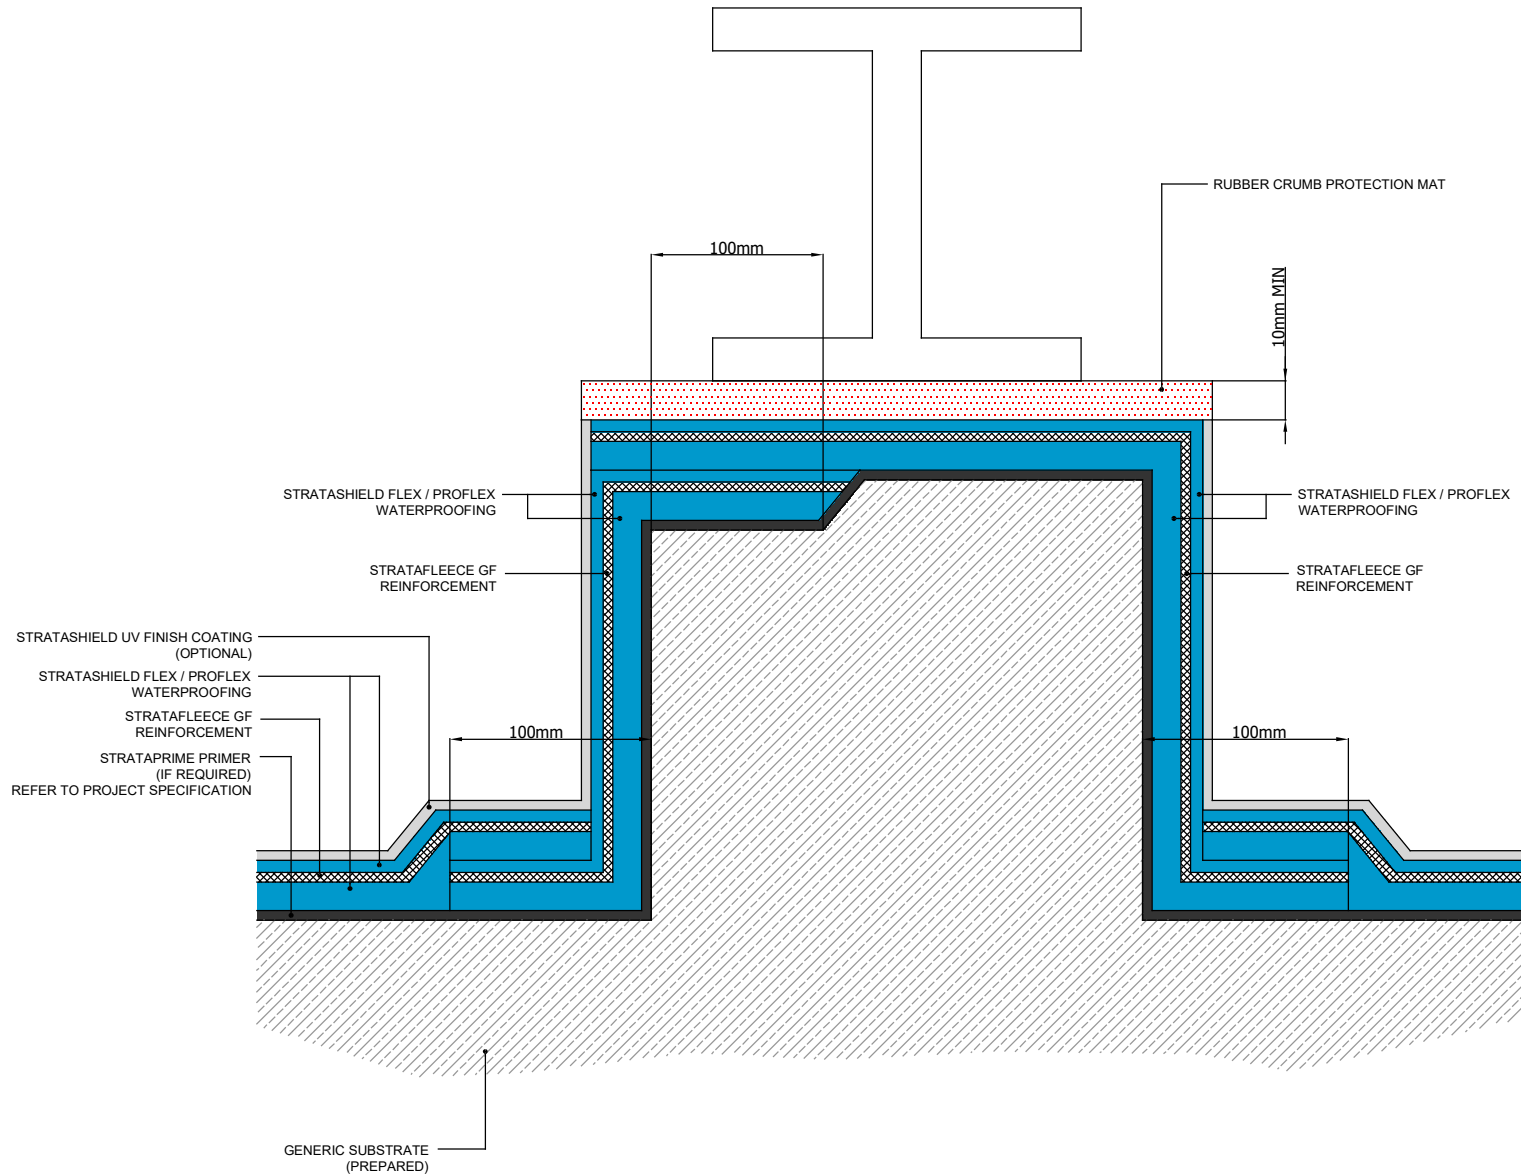 RUBBER CRUMB PROTECTION MAT
100mm
10mm MIN
STRATASHIELD FLEX / PROFLEX
WATERPROOFING
STRATASHIELD FLEX / PROFLEX
WATERPROOFING
STRATAFLEECE GF
REINFORCEMENT
STRATAFLEECE GF
REINFORCEMENT
STRATASHIELD UV FINISH COATING
(OPTIONAL)
STRATASHIELD FLEX / PROFLEX
WATERPROOFING
STRATAFLEECE GF
REINFORCEMENT
100mm
100mm
STRATAPRIME PRIMER
(IF REQUIRED)
REFER TO PROJECT SPECIFICATION
GENERIC SUBSTRATE
(PREPARED)